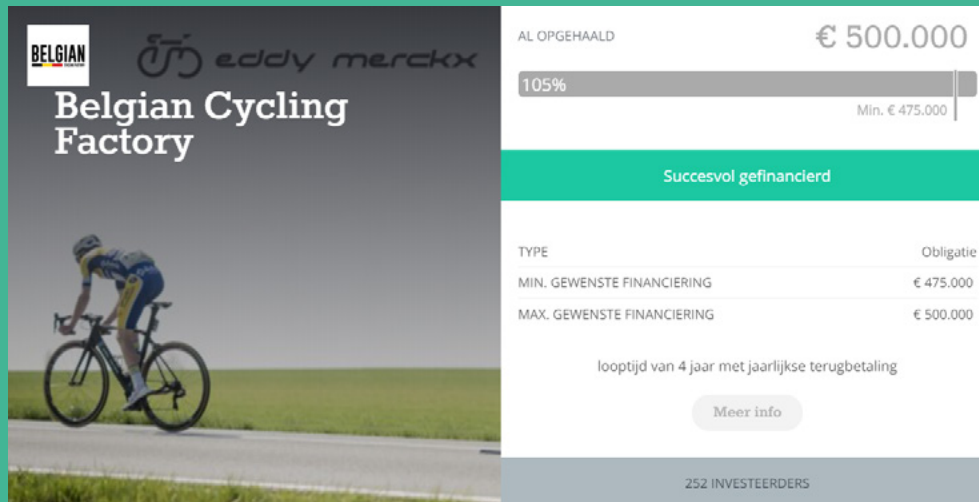 BELGIAN
eddy merckx
Belgian Cycling
Factory
AL OPGEHAALD
€ 500.000
105%
Min. € 475.000
Succesvol gefinancierd
TYPE
Obligatie
MIN. GEWENSTE FINANCIERING
€ 475.000
MAX. GEWENSTE FINANCIERING
€ 500.000
looptijd van 4 jaar met jaarlijkse terugbetaling
Meer info
252 INVESTEERDERS